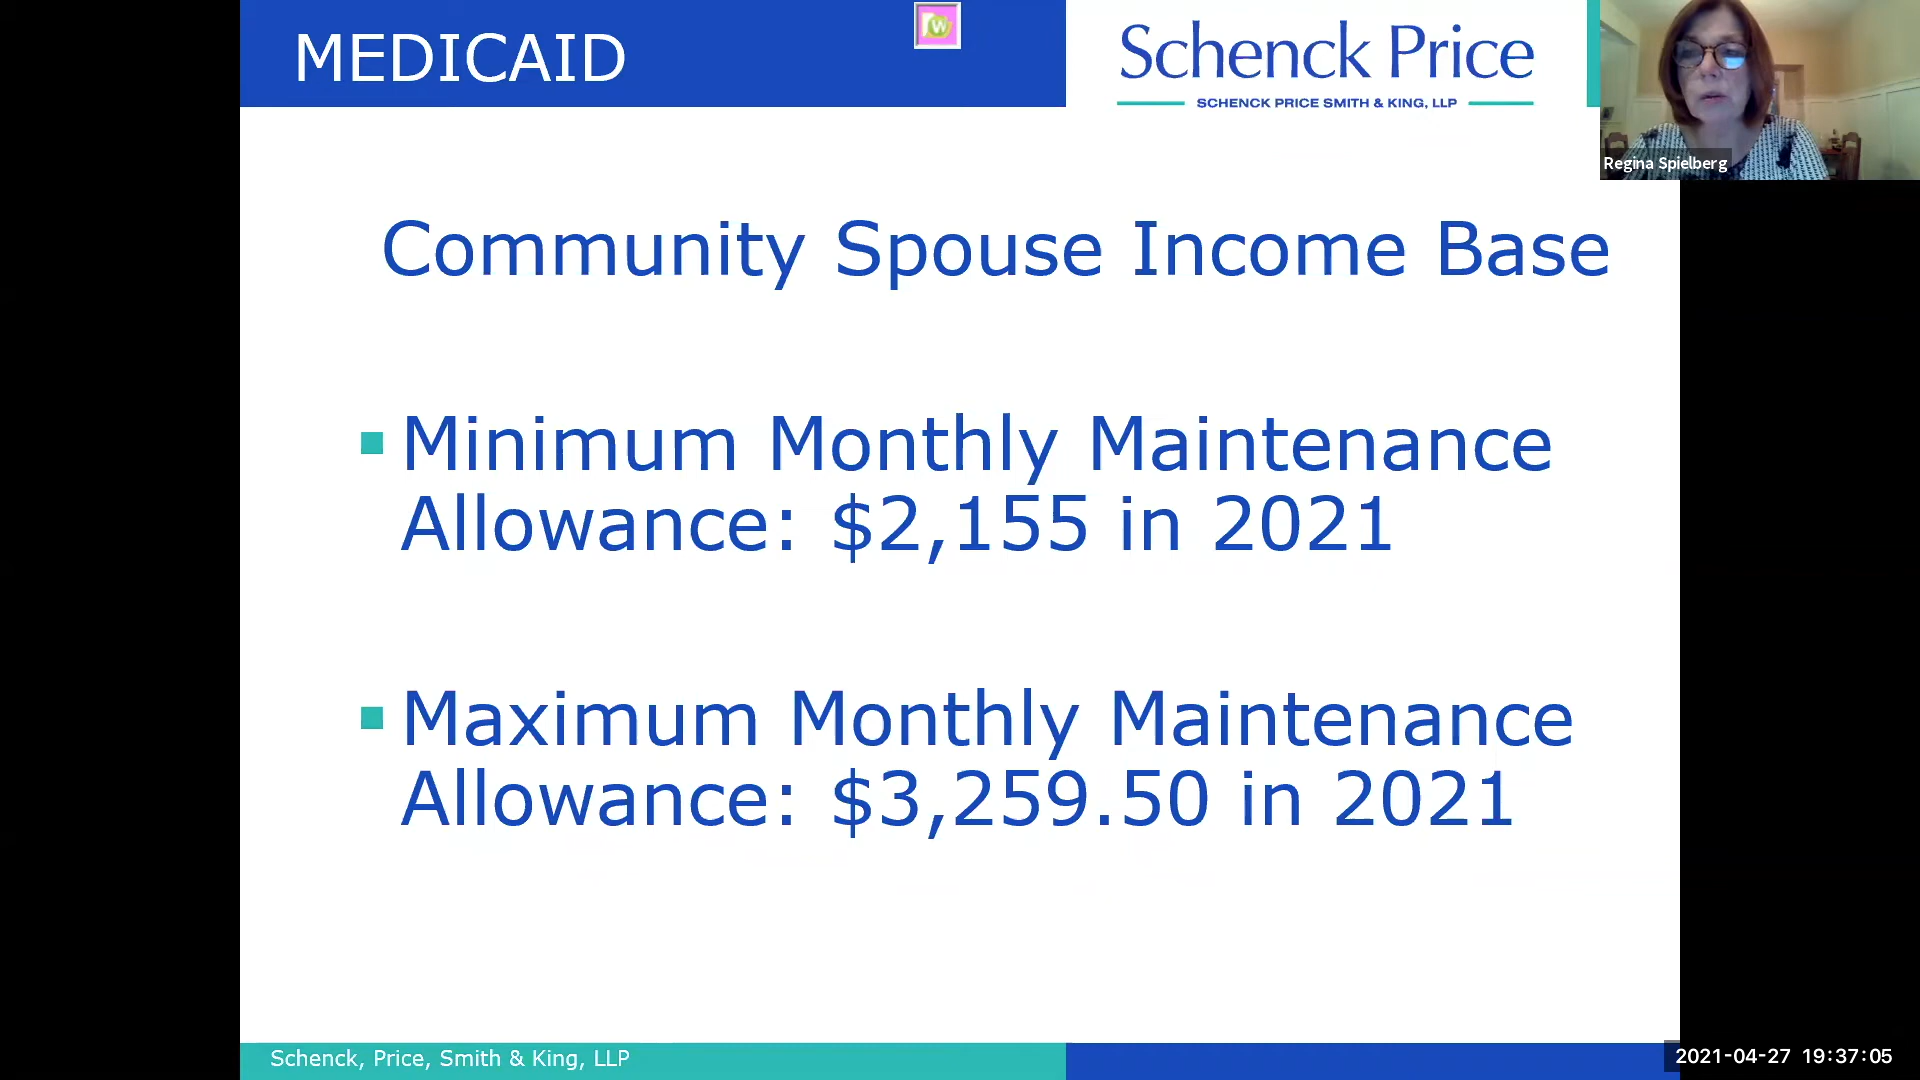 MEDICAID
W
Schenck Price
SCHENCK PRICE SMITH & KING, LLP
Regina Spielberg
Community Spouse Income Base
Minimum Monthly Maintenance
Allowance: $2,155 in 2021
Maximum Monthly Maintenance
Allowance: $3,259.50 in 2021
Schenck, Price, Smith & King, LLP
2021-04-27 19:37:05